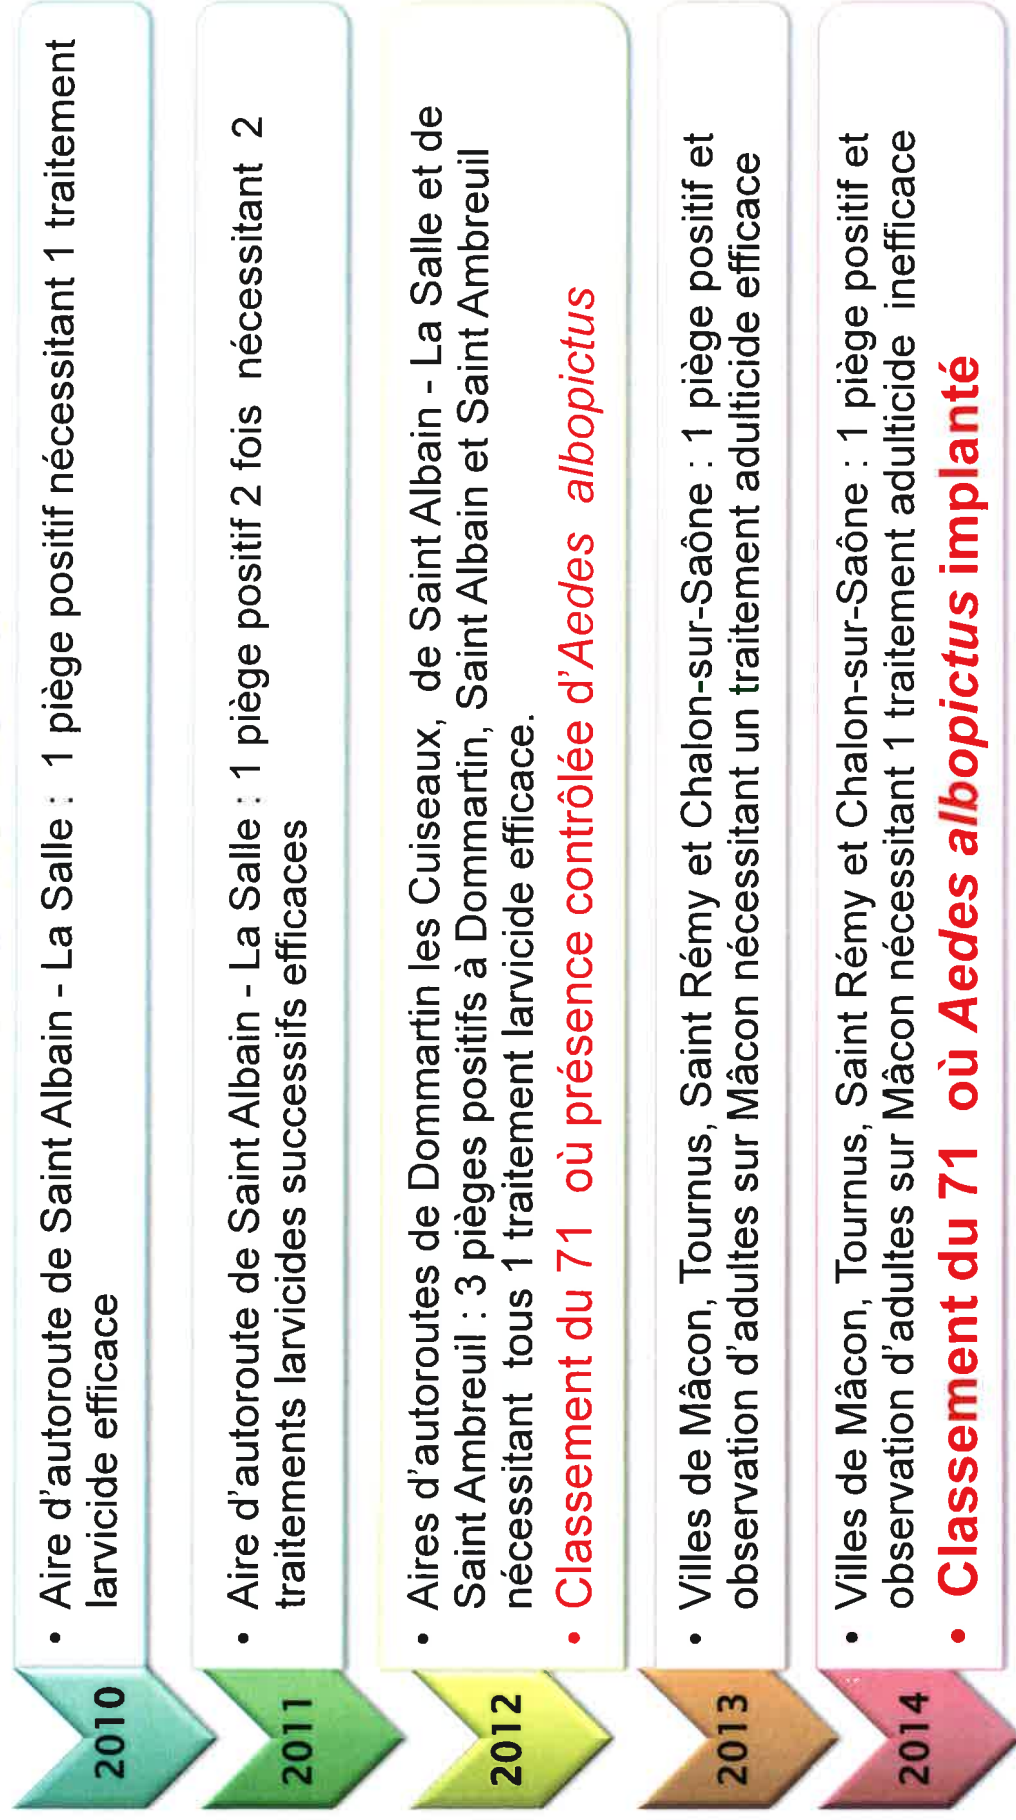 2010
• Aire d'autoroute de Saint Albain - La Salle : 1 piège positif nécessitant 1 traitement
larvicide efficace
2011
• Aire d'autoroute de Saint Albain - La Salle : 1 piège positif 2 fois nécessitant 2
traitements larvicides successifs efficaces
2012
• Aires d'autoroutes de Dommartin les Cuiseaux, de Saint Albain - La Salle et de
Saint Ambreuil : 3 pièges positifs à Dommartin, Saint Albain et Saint Ambreuil
nécessitant tous 1 traitement larvicide efficace.
• Classement du 71 où présence contrôlée d'Aedes albopictus
2013
• Villes de Mâcon, Tournus, Saint Rémy et Chalon-sur-Saône : 1 piège positif et
observation d'adultes sur Mâcon nécessitant un traitement adulticide efficace
2014
• Villes de Mâcon, Tournus, Saint Rémy et Chalon-sur-Saône : 1 piège positif et
observation d'adultes sur Mâcon nécessitant 1 traitement adulticide inefficace
• Classement du 71 où Aedes albopictus implanté